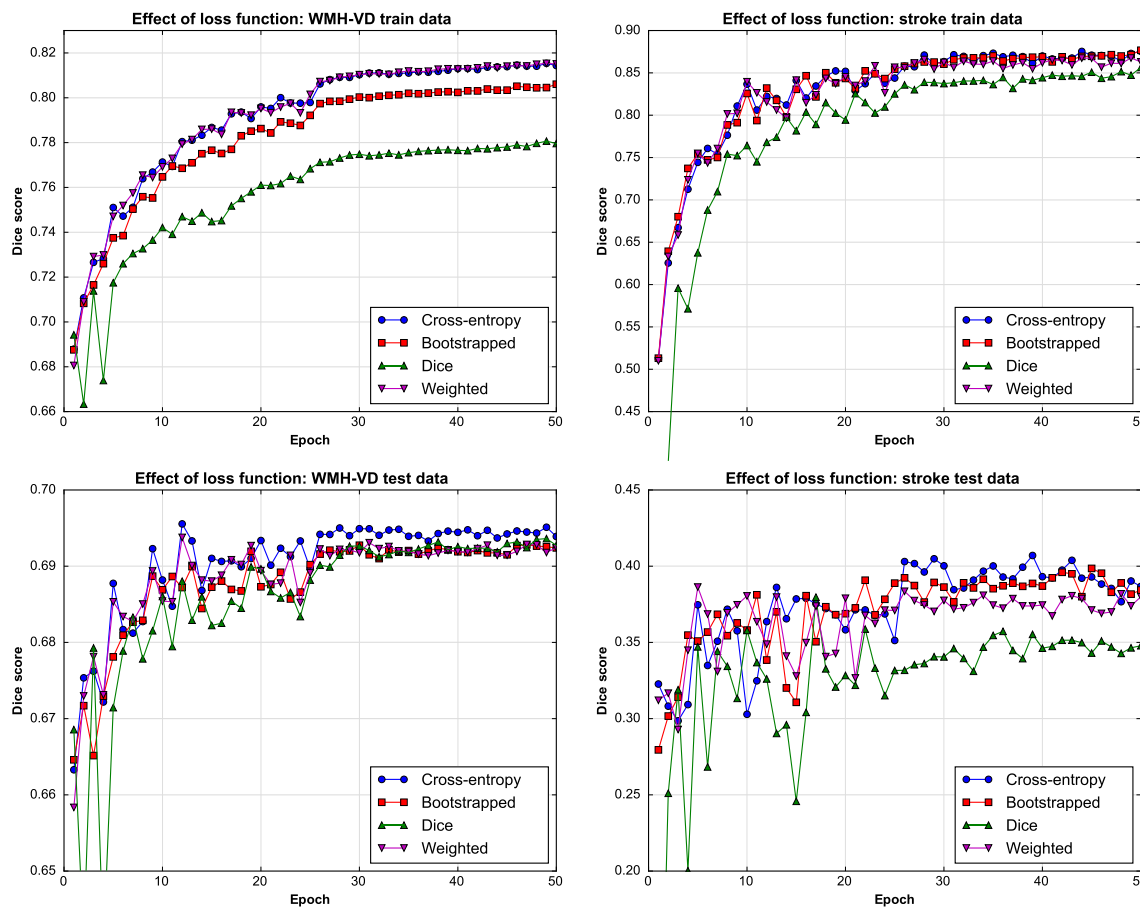 Effect of loss function: WMH-VD train data
Dice score
0.82
0.80
0.78
0.76
0.74
0.72
0.70
0.68
0.66
0
10
20
30
40
50
Epoch
Cross-entropy
Bootstrapped
Dice
Weighted
Effect of loss function: stroke train data
Dice score
0.90
0.85
0.80
0.75
0.70
0.65
0.60
0.55
0.50
0.45
0
10
20
30
40
Epoch
Cross-entropy
Bootstrapped
Dice
Weighted
Effect of loss function: WMH-VD test data
Dice score
0.70
0.69
0.68
0.67
0.66
0.65
0
10
20
30
40
50
Epoch
Cross-entropy
Bootstrapped
Dice
Weighted
Effect of loss function: stroke test data
Dice score
0.45
0.40
0.35
0.30
0.25
0.20
0
10
20
30
40
Epoch
Cross-entropy
Bootstrapped
Dice
Weighted